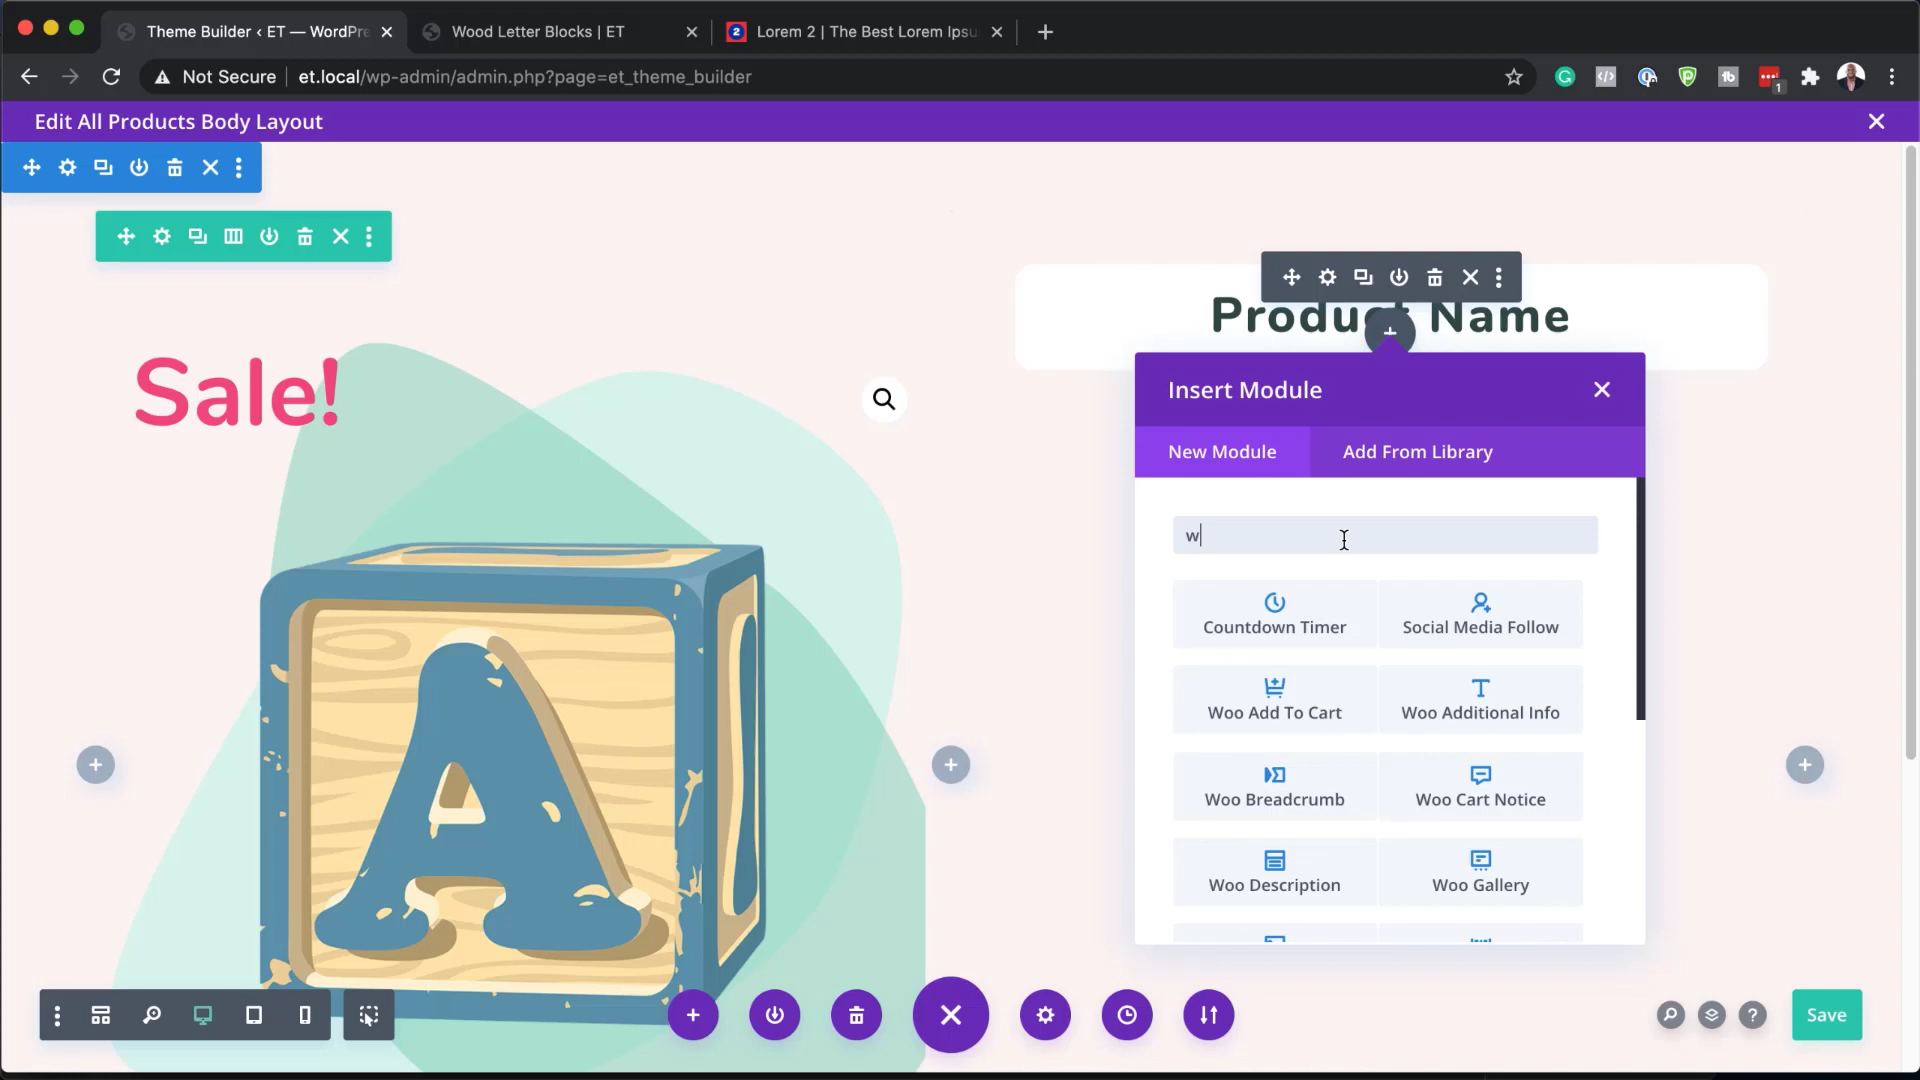 Theme Builder ‹ ET — WordPre
Wood Letter Blocks | ET
2
Lorem 2 | The Best Lorem Ipsu
Not Secure
et.local/wp-admin/admin.php?page=et_theme_builder
1
Edit All Products Body Layout
Product Name
Sale!
Insert Module
New Module
Add From Library
w
Countdown Timer
Social Media Follow
Woo Add To Cart
Woo Additional Info
Woo Breadcrumb
Woo Cart Notice
Woo Description
Woo Gallery
A
Save